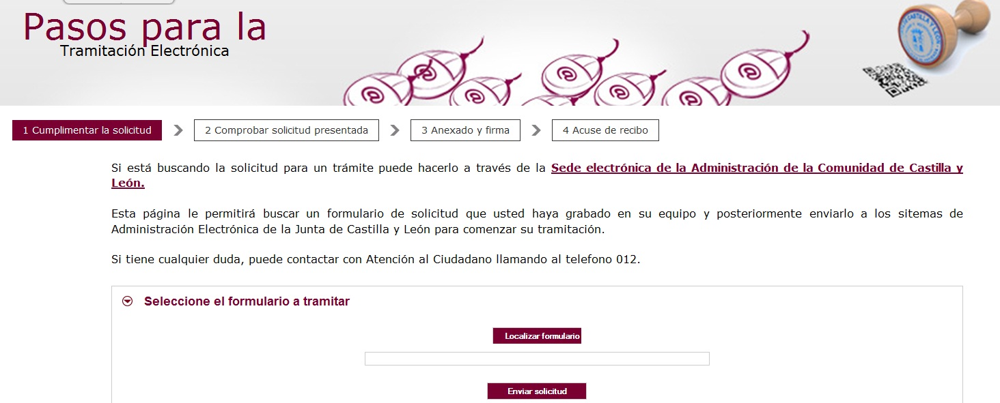 Pasos para la
Tramitación Electrónica
1 Cumplimentar la solicitud
2 Comprobar solicitud presentada
3 Anexado y firma
4 Acuse de recibo
Si está buscando la solicitud para un trámite puede hacerlo a través de la Sede electrónica de la Administración de la Comunidad de Castilla y
León.
Esta página le permitirá buscar un formulario de solicitud que usted haya grabado en su equipo y posteriormente enviarlo a los sitemas de
Administración Electrónica de la Junta de Castilla y León para comenzar su tramitación.
Si tiene cualquier duda, puede contactar con Atención al Ciudadano llamando al telefono 012.
Seleccione el formulario a tramitar
Localizar formulario
Enviar solicitud